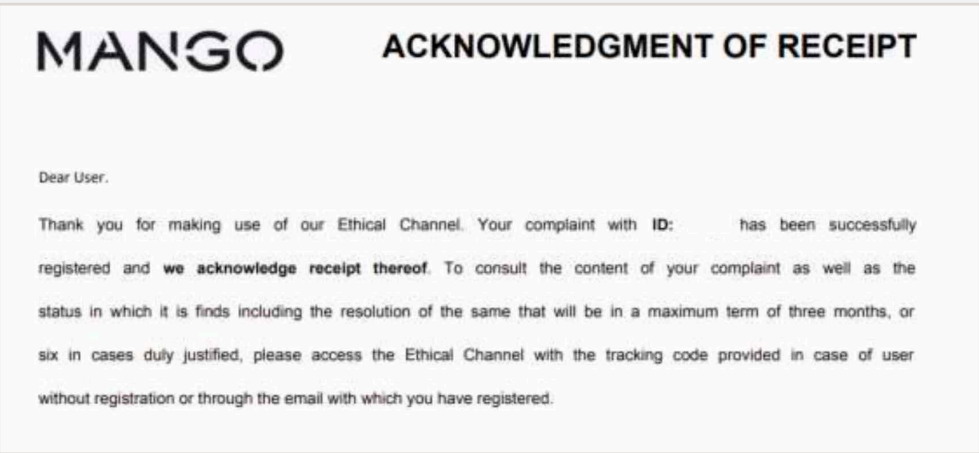 MANGO
ACKNOWLEDGMENT OF RECEIPT
Dear User.
Thank you for making use of our Ethical Channel. Your complaint with ID: has been successfully
registered and we acknowledge receipt thereof. To consult the content of your complaint as well as the
status in which it is finds including the resolution of the same that will be in a maximum term of three months, or
six in cases duly justified, please access the Ethical Channel with the tracking code provided in case of user
without registration or through the email with which you have registered.